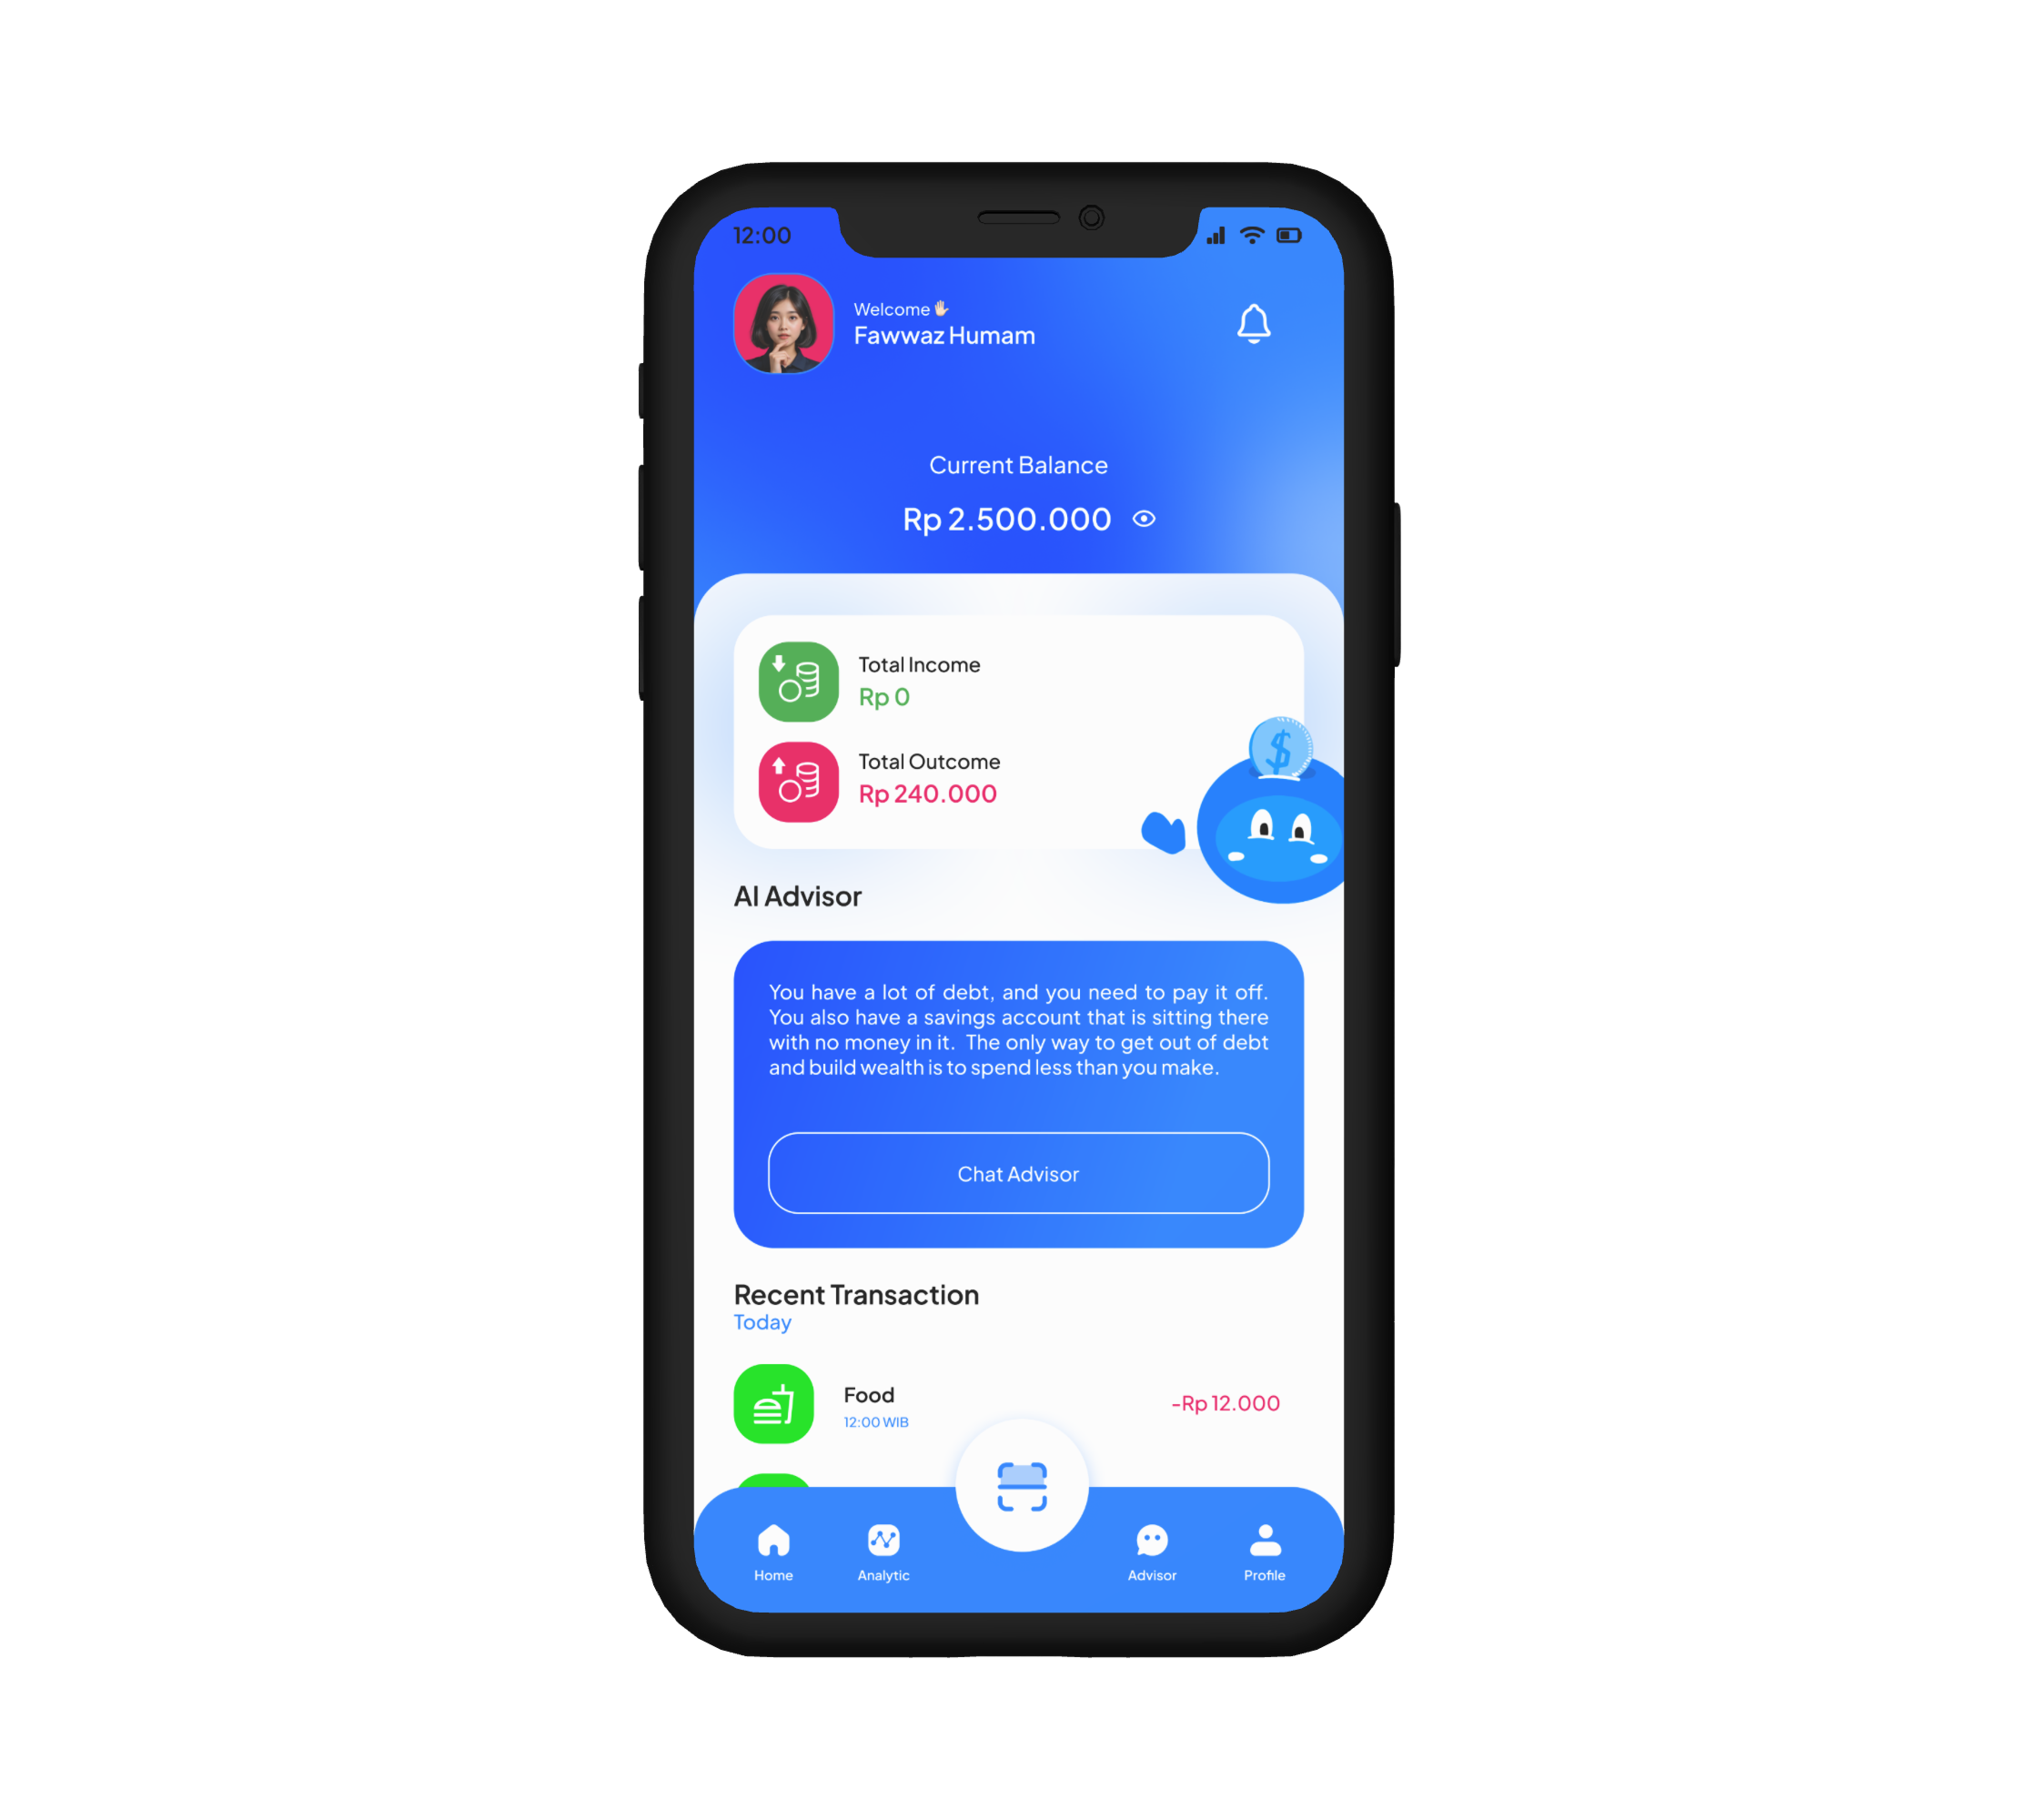 12:00
Welcome🖐🏻
Fawwaz Humam
Current Balance
Rp 2.500.000
Total Income
Rp 0
$
Total Outcome
Rp 240.000
AI Advisor
You have a lot of debt, and you need to pay it off.
You also have a savings account that is sitting there
with no money in it. The only way to get out of debt
and build wealth is to spend less than you make.
Chat Advisor
Recent Transaction
Today
Food
-Rp 12.000
12:00 WIB
Home
Analytic
Advisor
Profile